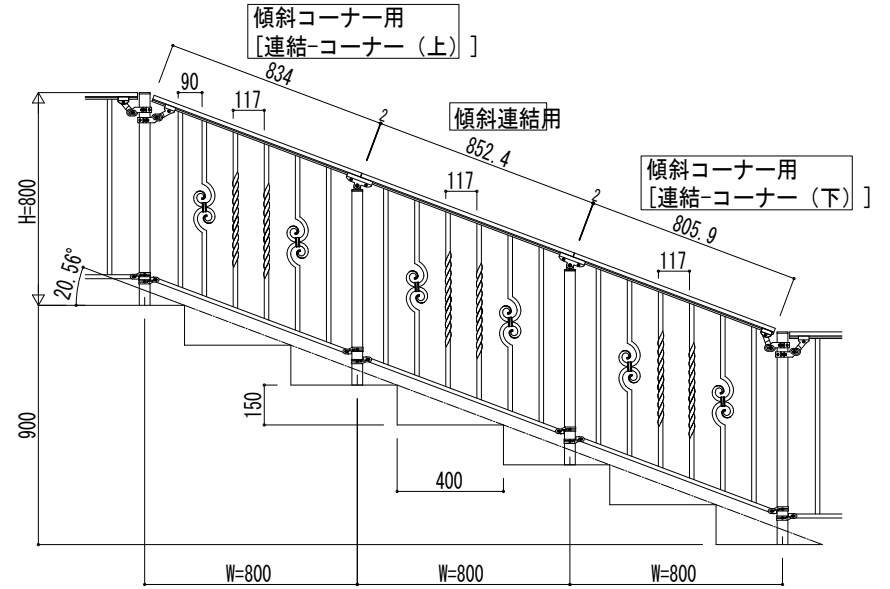 傾斜コーナー用
[連結-コーナー（上）]
834
90
117
2
傾斜連結用
852.4
117
2
傾斜コーナー用
[連結-コーナー（下）]
805.9
117
H=800
20.56°
900
150
400
W=800
W=800
W=800